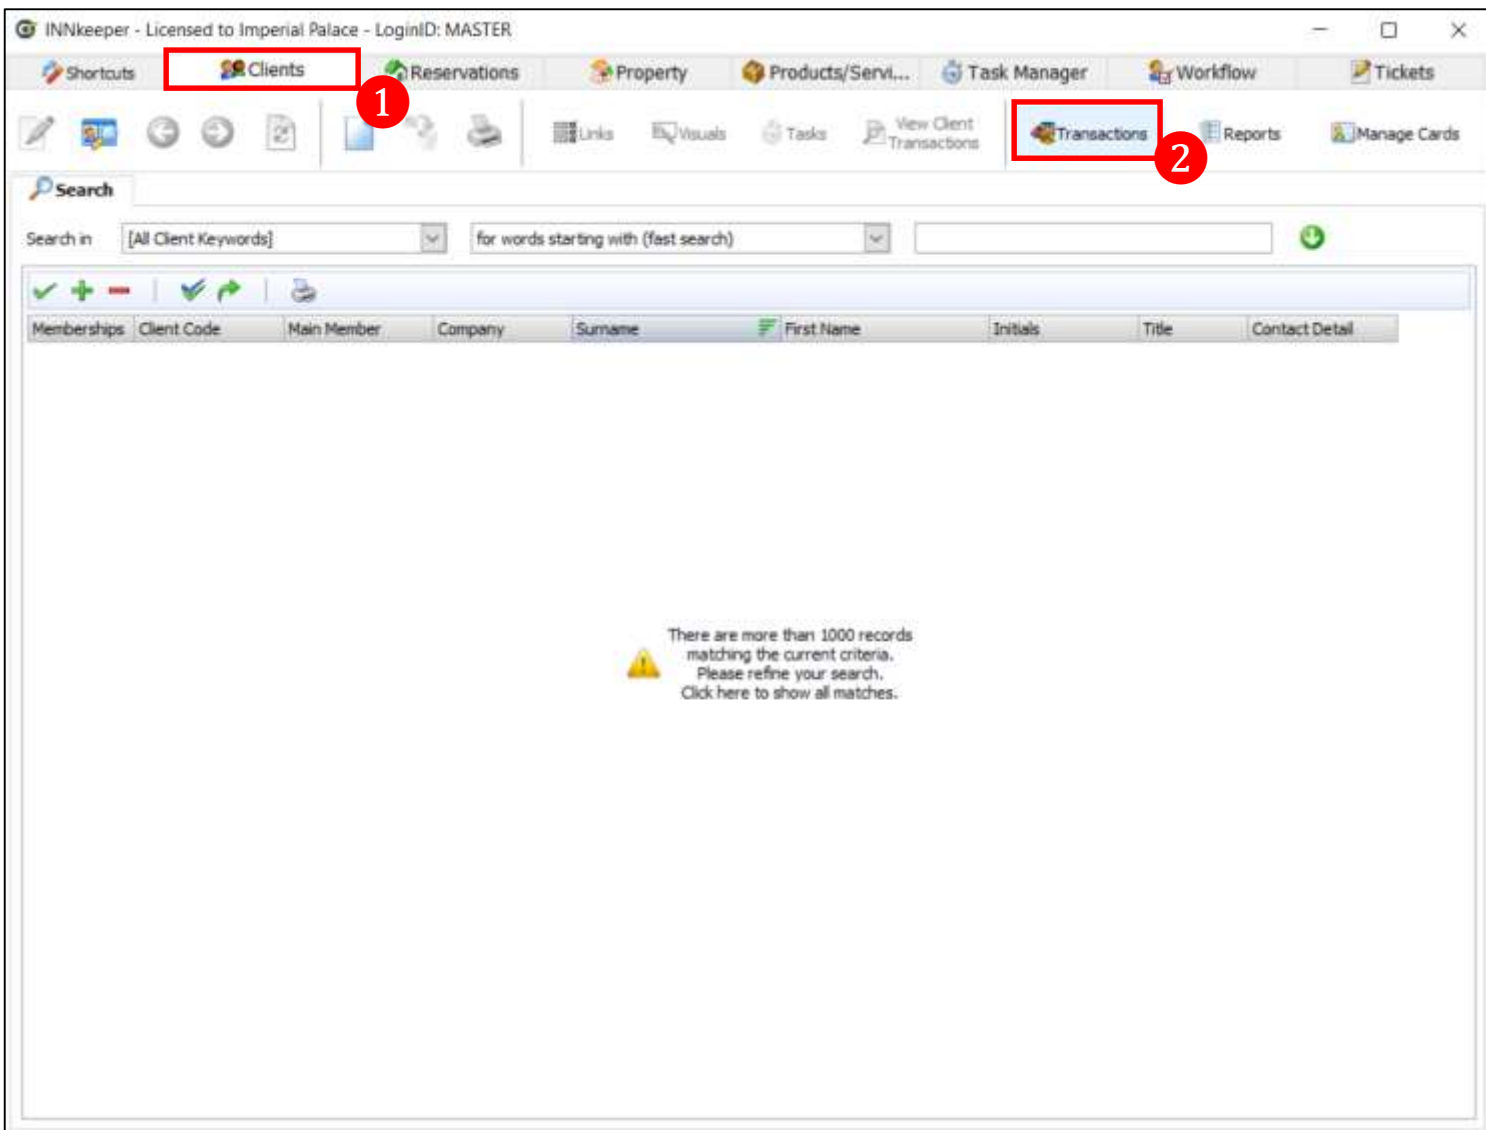 INNkeeper - Licensed to Imperial Palace - LoginID: MASTER
Shortcuts Clients Reservations Property Products/Servi... Task Manager Workflow Tickets
1
Links Visuals Tasks View Client Transactions Transactions Reports Manage Cards
2
Search
Search in [All Client Keywords] for words starting with (fast search)
Memberships Client Code Main Member Company Surname First Name Initials Title Contact Detail
There are more than 1000 records
matching the current criteria.
Please refine your search.
Click here to show all matches.